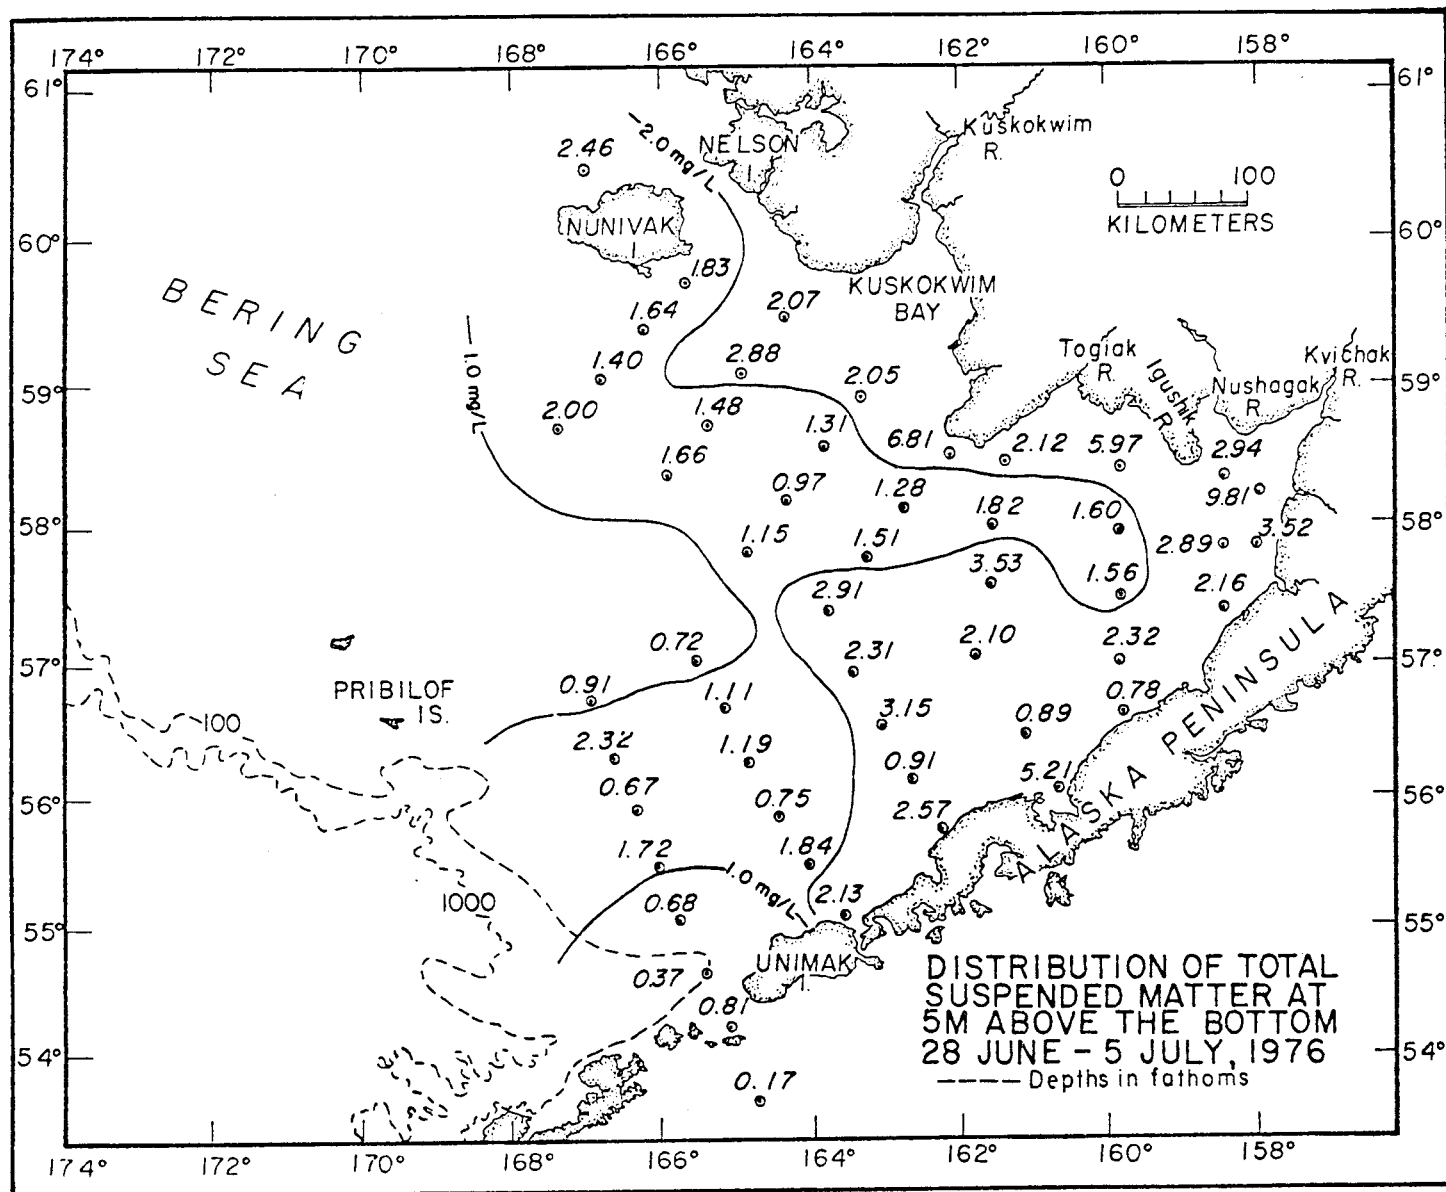 174° 172° 170° 168° 166° 164° 162° 160° 158°
61° 61°
-2.0 mg/L
NELSON
I.
Kuskokwim
R.
2.46
0 100
KILOMETERS
NUNIVAK
I.
60° 60°
1.83
KUSKOKWIM
BAY
BERING
SEA
1.64 2.07
1.0 mg/L
1.40 2.88 2.05
Togiak
R.
Igushik
R.
Nushagak
R.
Kvichak
R.
59° 59°
2.00 1.48 1.31 6.81 2.12 5.97 2.94
1.66 0.97 1.28 1.82 1.60 9.81
58° 58°
1.15 1.51 2.89 3.52
2.91 3.53 1.56 2.16
0.72 2.31 2.10 2.32
57° 57°
PRIBILOF
IS.
0.91 1.11 3.15 0.89 0.78
100
2.32 1.19 0.91 5.21
ALASKA PENINSULA
56° 56°
0.67 0.75 2.57
1.72 1.84
1.0 mg/L
1000
0.68 2.13
55° 55°
UNIMAK
I.
0.37
0.81
DISTRIBUTION OF TOTAL
SUSPENDED MATTER AT
5M ABOVE THE BOTTOM
28 JUNE - 5 JULY, 1976
---- Depths in fathoms
54° 54°
0.17
174° 172° 170° 168° 166° 164° 162° 160° 158°